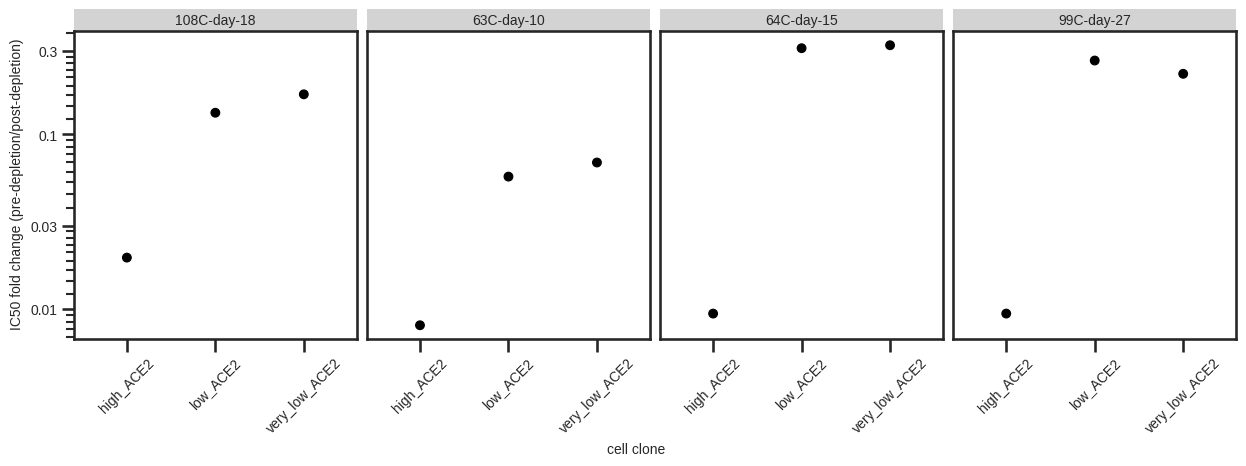 108C-day-18
63C-day-10
64C-day-15
99C-day-27
IC50 fold change (pre-depletion/post-depletion)
0.3
0.1
0.03
0.01
high_ACE2
low_ACE2
very_low_ACE2
high_ACE2
low_ACE2
very_low_ACE2
high_ACE2
low_ACE2
very_low_ACE2
high_ACE2
low_ACE2
very_low_ACE2
cell clone